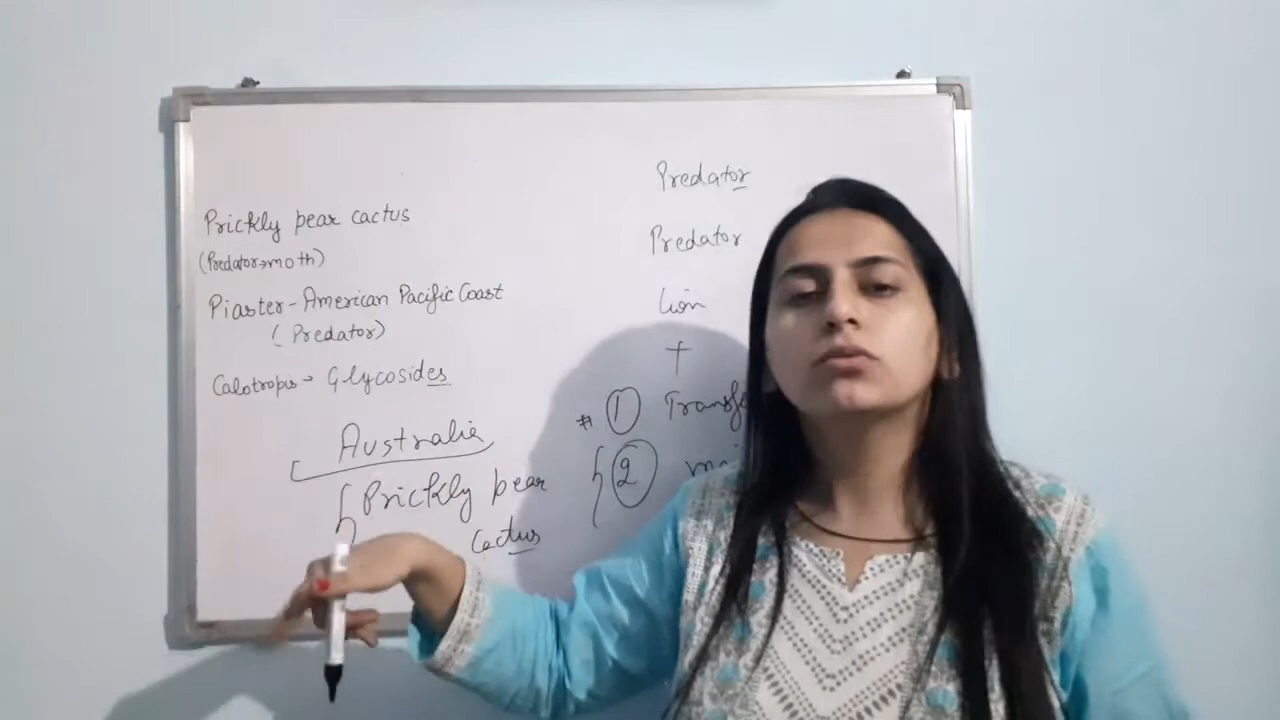 Prickly pear cactus
(Predator→moth)
Piaster-American Pacific Coast
(Predator)
Calotropis → Glycosides
Australia
Prickly pear
Cactus
Predator
Predator
lion
# ① Transfe
②